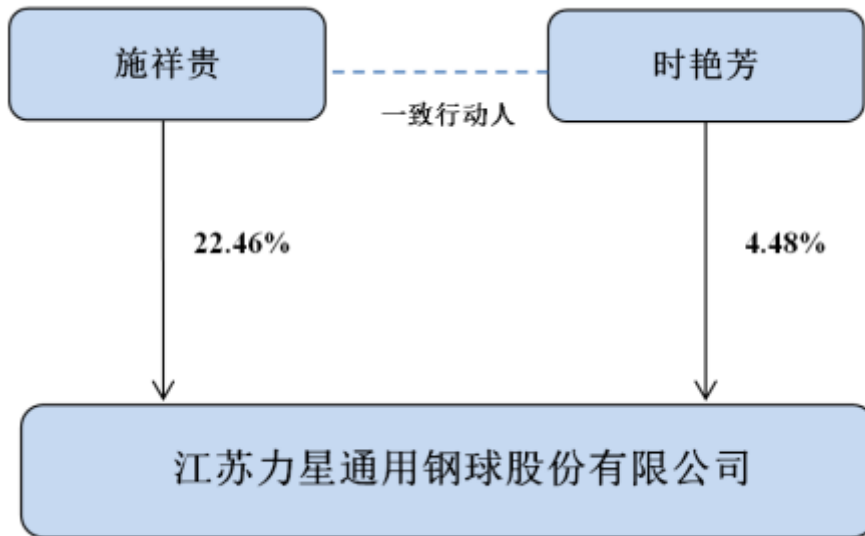 施祥贵
时艳芳
一致行动人
22.46%
4.48%
江苏力星通用钢球股份有限公司